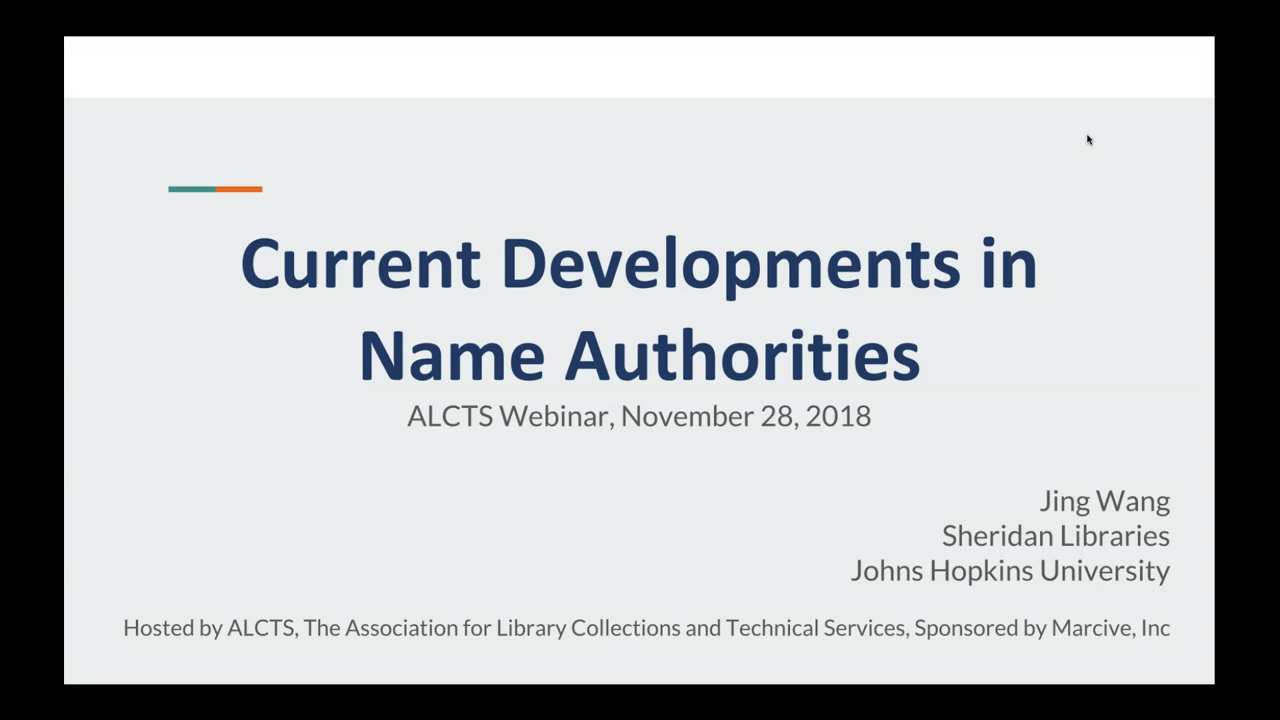 Current Developments in
Name Authorities
ALCTS Webinar, November 28, 2018
Jing Wang
Sheridan Libraries
Johns Hopkins University
Hosted by ALCTS, The Association for Library Collections and Technical Services, Sponsored by Marcive, Inc